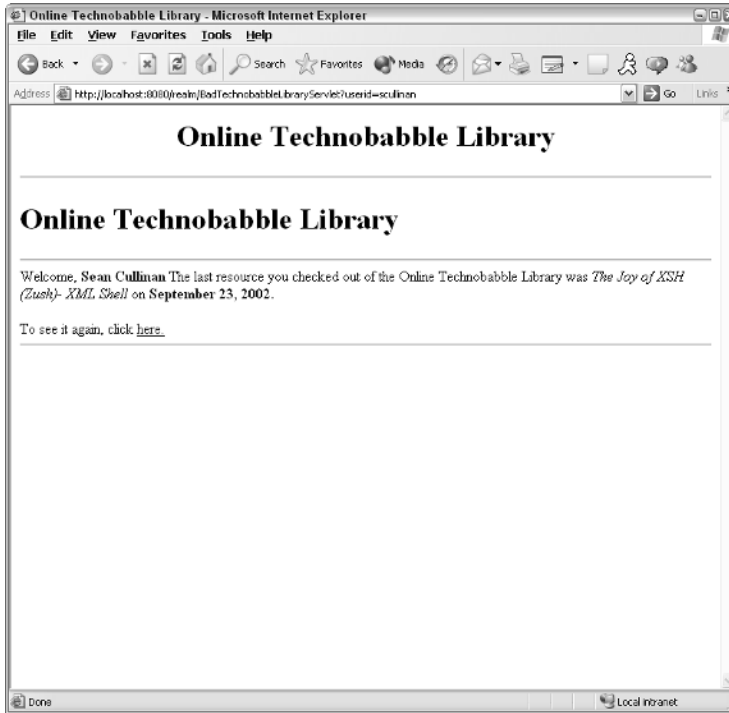 Online Technobabble Library - Microsoft Internet Explorer
File Edit View Favorites Tools Help
Back Search Favorites Media
Address http://localhost:8080/realm/BadTechnobabbleLibraryServlet?userid=scullinan Go Links
Online Technobabble Library
Online Technobabble Library
Welcome, Sean Cullinan The last resource you checked out of the Online Technobabble Library was The Joy of XSH
(Zush)- XML Shell on September 23, 2002.
To see it again, click here.
Done Local intranet